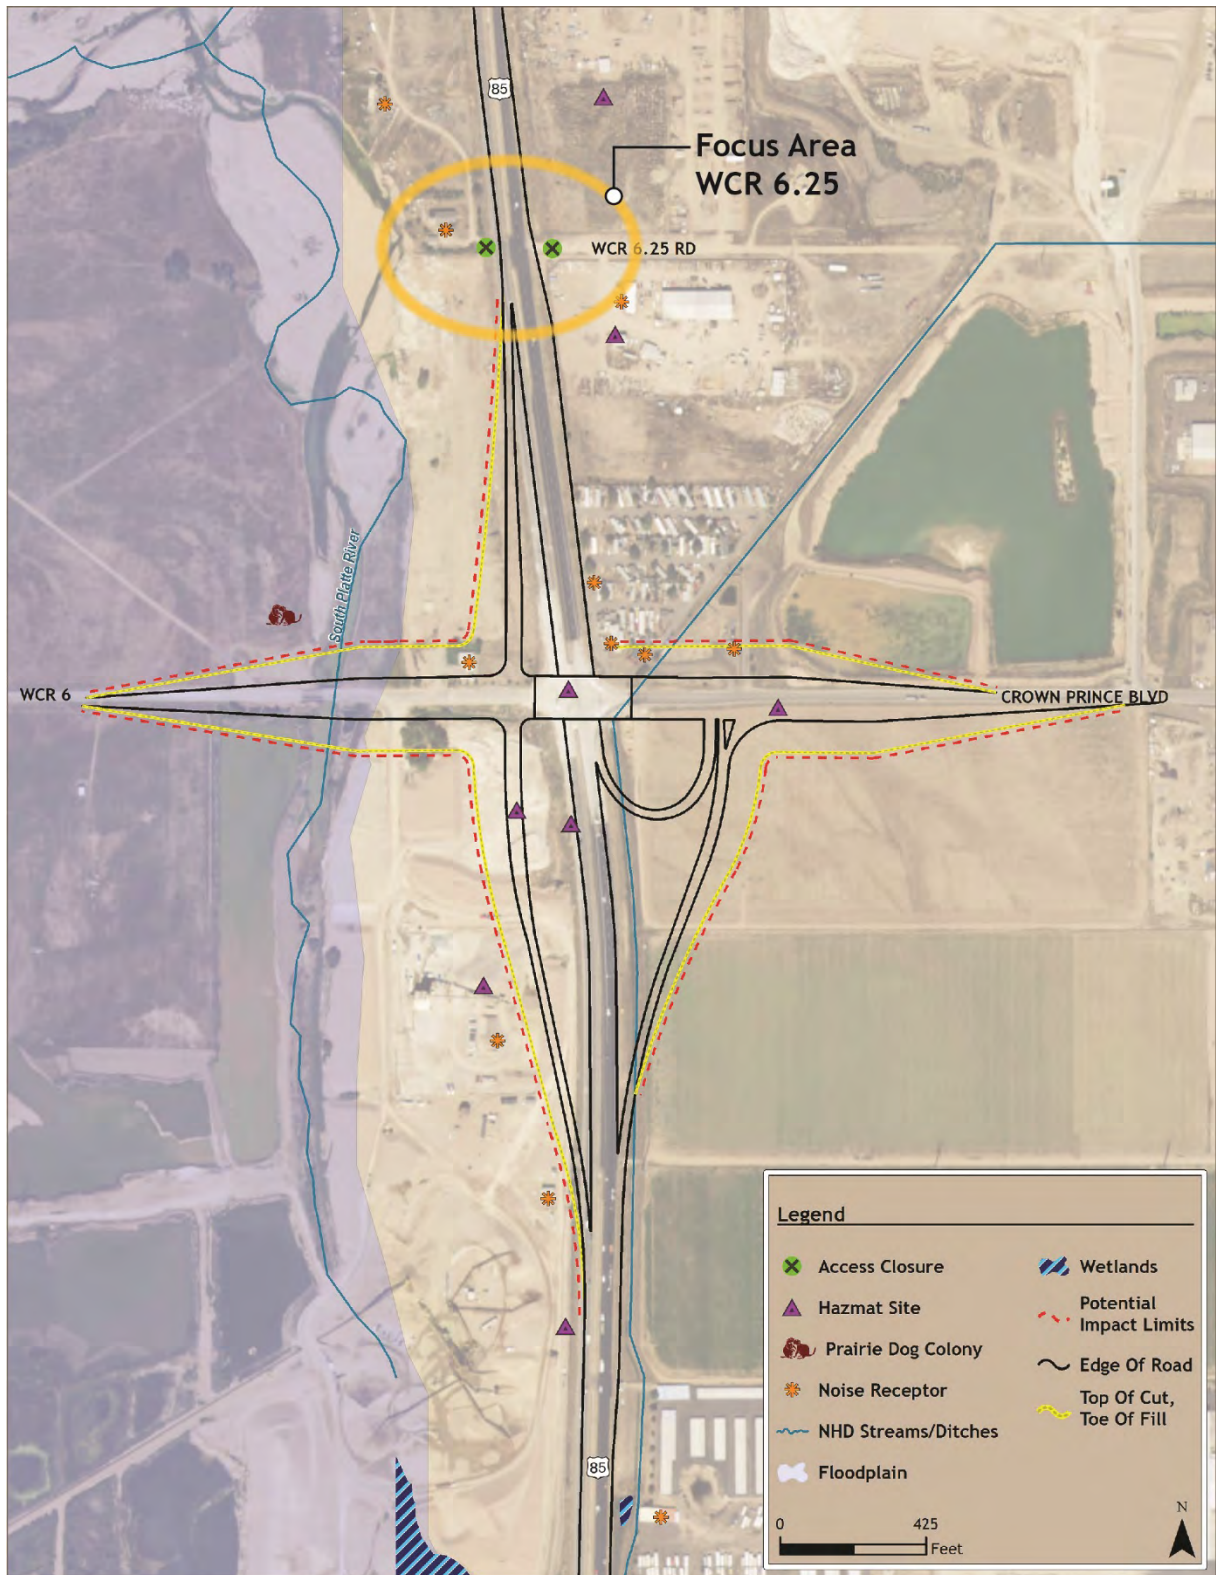 85
Focus Area
WCR 6.25
WCR 6.25 RD
South Platte River
WCR 6
CROWN PRINCE BLVD
85
Legend
Access Closure
Hazmat Site
Prairie Dog Colony
Noise Receptor
NHD Streams/Ditches
Floodplain
Wetlands
Potential
Impact Limits
Edge Of Road
Top Of Cut,
Toe Of Fill
0 425
Feet
N